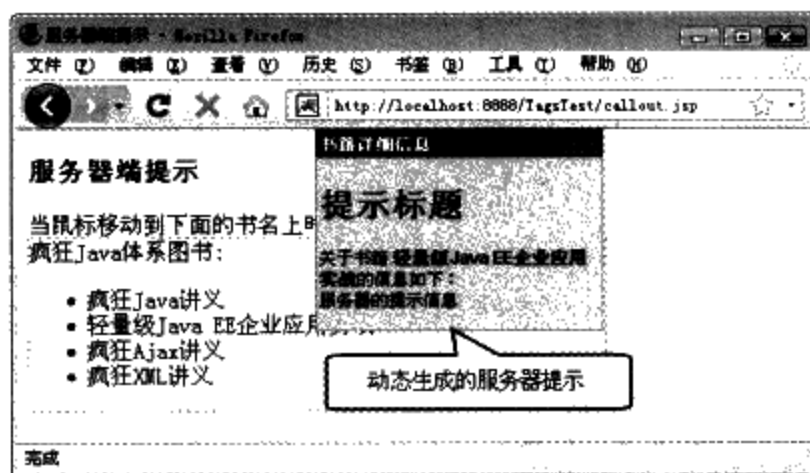 服务器端提示 - Mozilla Firefox
文件 (F) 编辑 (E) 查看 (V) 历史 (S) 书签 (B) 工具 (T) 帮助 (H)
http://localhost:8888/TagsTest/callout.jsp
书籍详细信息
服务器端提示
提示标题
当鼠标移动到下面的书名上时
疯狂Java体系图书：
关于书籍 轻量级Java EE企业应用
实战的信息如下：
服务器的提示信息
疯狂Java讲义
轻量级Java EE企业应用
疯狂Ajax讲义
疯狂XML讲义
动态生成的服务器提示
完成